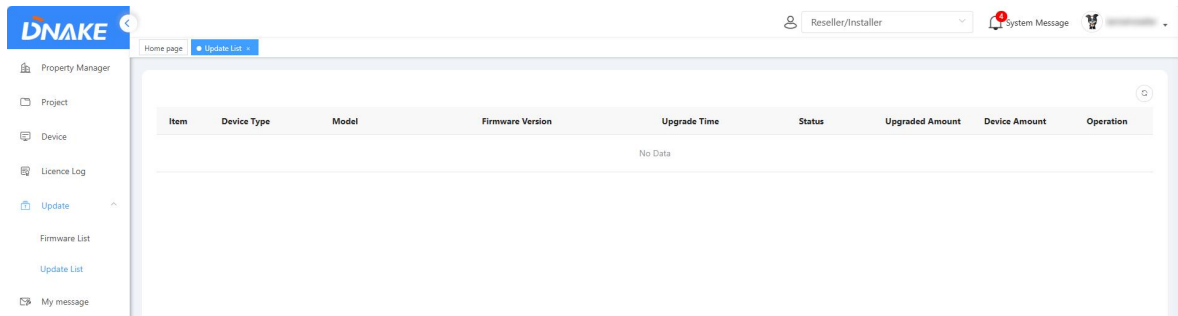 DNAKE
Reseller/Installer
4
System Message
Home page
Update List ×
Property Manager
Project
Device
Licence Log
Update
Firmware List
Update List
My message
Item Device Type Model Firmware Version Upgrade Time Status Upgraded Amount Device Amount Operation
No Data